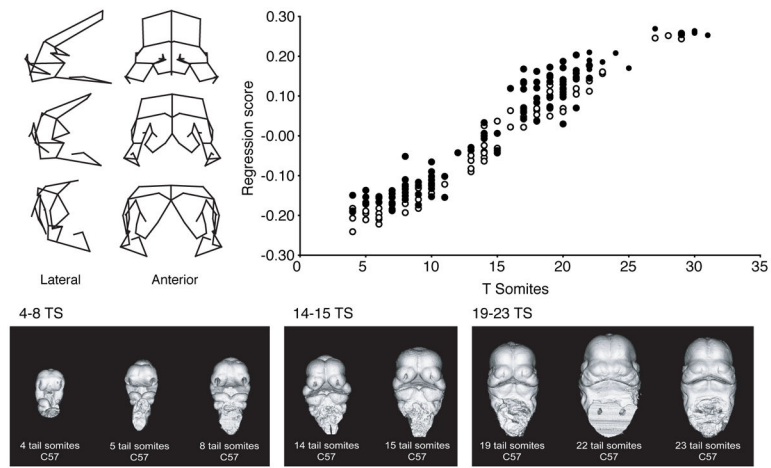 Lateral
Anterior
Regression score
0.30
0.20
0.10
-0.00
-0.10
-0.20
-0.30
0
5
10
15
20
25
30
35
T Somites
4-8 TS
14-15 TS
19-23 TS
4 tail somites
C57
5 tail somites
C57
8 tail somites
C57
14 tail somites
C57
15 tail somites
C57
19 tail somites
C57
22 tail somites
C57
23 tail somites
C57